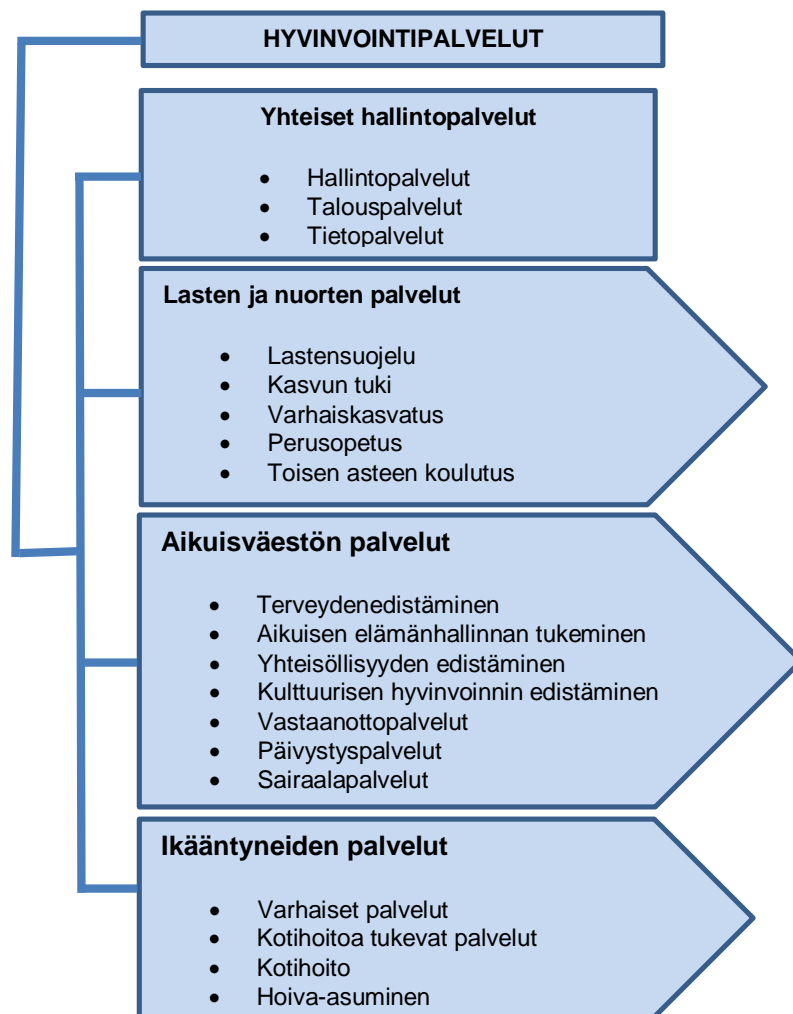 HYVINVOINTIPALVELUT
Yhteiset hallintopalvelut
• Hallintopalvelut
• Talouspalvelut
• Tietopalvelut
Lasten ja nuorten palvelut
• Lastensuojelu
• Kasvun tuki
• Varhaiskasvatus
• Perusopetus
• Toisen asteen koulutus
Aikuisväestön palvelut
• Terveydenedistäminen
• Aikuisen elämänhallinnan tukeminen
• Yhteisöllisyyden edistäminen
• Kulttuurisen hyvinvoinnin edistäminen
• Vastaanottopalvelut
• Päivystyspalvelut
• Sairaalapalvelut
Ikääntyneiden palvelut
• Varhaiset palvelut
• Kotihoitoa tukevat palvelut
• Kotihoito
• Hoiva-asuminen